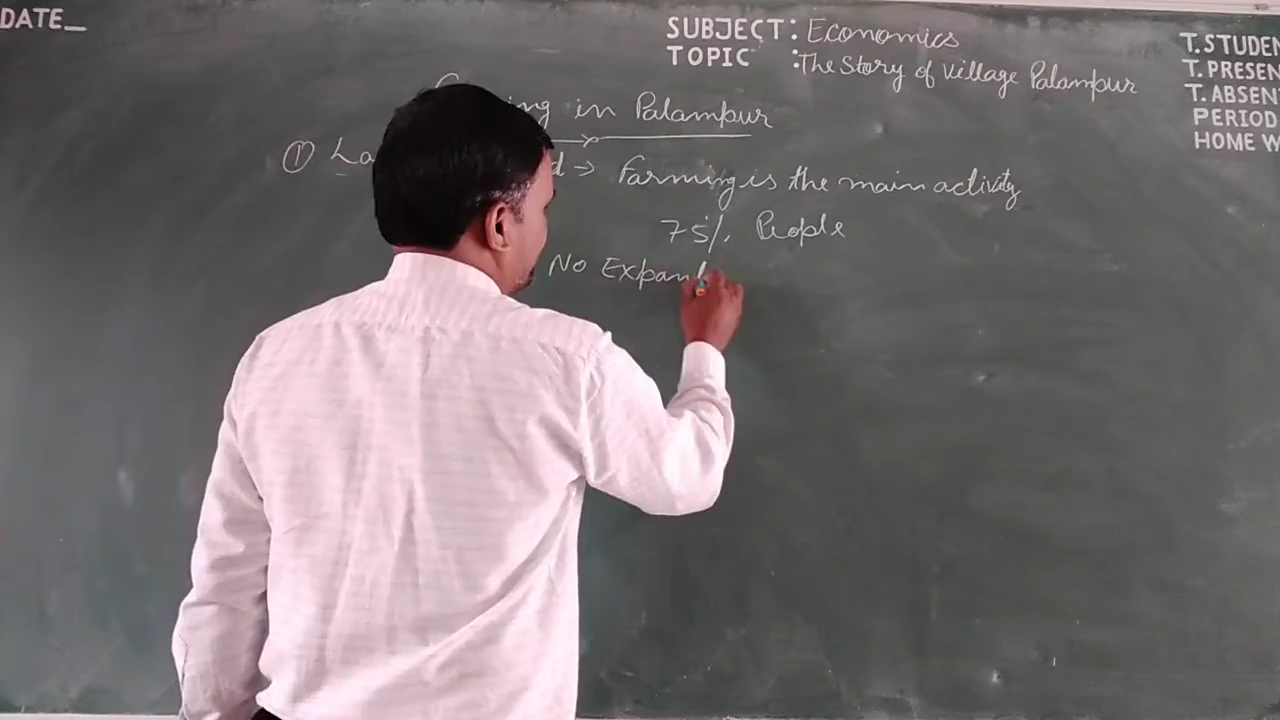 DATE_
SUBJECT: Economics
TOPIC : The Story of Village Palampur
T. STUDEN
T. PRESEN
T. ABSEN
PERIOD
HOME W
in Palampur
① La d → Farming is the main activity
75% People
No Expan